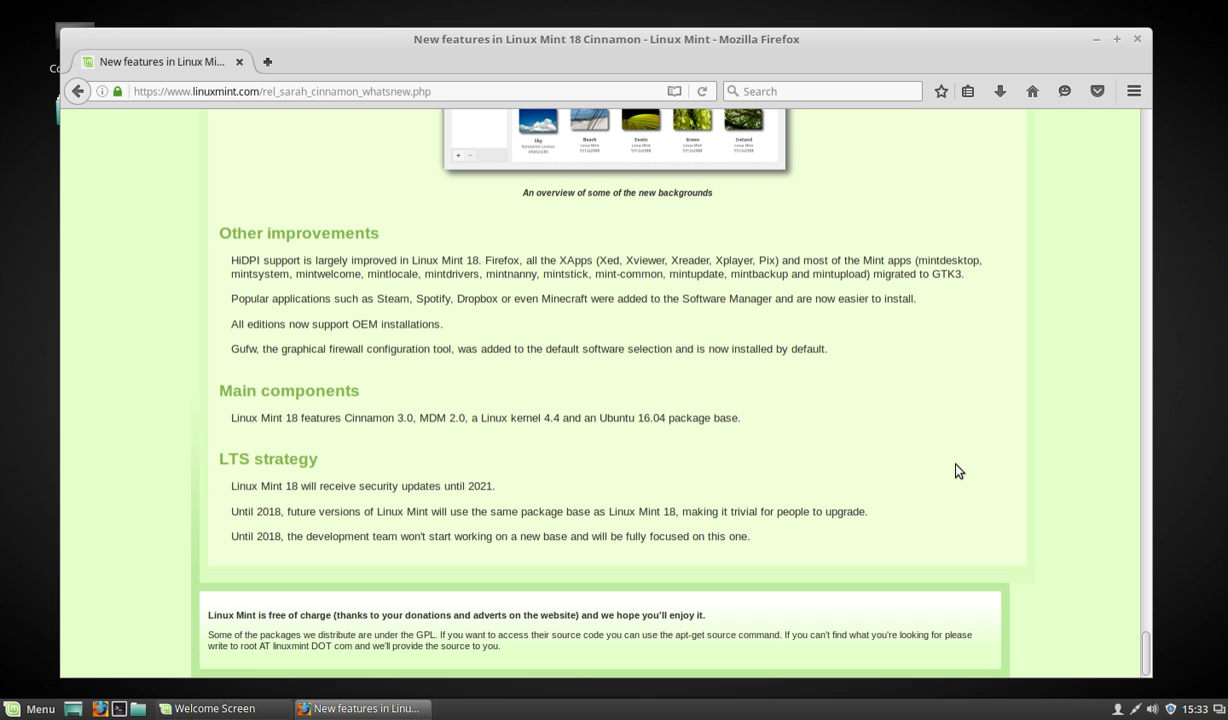 New features in Linux Mint 18 Cinnamon - Linux Mint - Mozilla Firefox
New features in Linux Mi...
https://www.linuxmint.com/rel_sarah_cinnamon_whatsnew.php
Search
Sky
Beach
Exotic
Green
Ireland
Linux Mint
Linux Mint
Linux Mint
Linux Mint
An overview of some of the new backgrounds
Other improvements
HiDPI support is largely improved in Linux Mint 18. Firefox, all the XApps (Xed, Xviewer, Xreader, Xplayer, Pix) and most of the Mint apps (mintdesktop,
mintsystem, mintwelcome, mintlocale, mintdrivers, mintnanny, mintstick, mint-common, mintupdate, mintbackup and mintupload) migrated to GTK3.
Popular applications such as Steam, Spotify, Dropbox or even Minecraft were added to the Software Manager and are now easier to install.
All editions now support OEM installations.
Gufw, the graphical firewall configuration tool, was added to the default software selection and is now installed by default.
Main components
Linux Mint 18 features Cinnamon 3.0, MDM 2.0, a Linux kernel 4.4 and an Ubuntu 16.04 package base.
LTS strategy
Linux Mint 18 will receive security updates until 2021.
Until 2018, future versions of Linux Mint will use the same package base as Linux Mint 18, making it trivial for people to upgrade.
Until 2018, the development team won't start working on a new base and will be fully focused on this one.
Linux Mint is free of charge (thanks to your donations and adverts on the website) and we hope you'll enjoy it.
Some of the packages we distribute are under the GPL. If you want to access their source code you can use the apt-get source command. If you can't find what you're looking for please
write to root AT linuxmint DOT com and we'll provide the source to you.
Menu
Welcome Screen
New features in Linu...
15:33